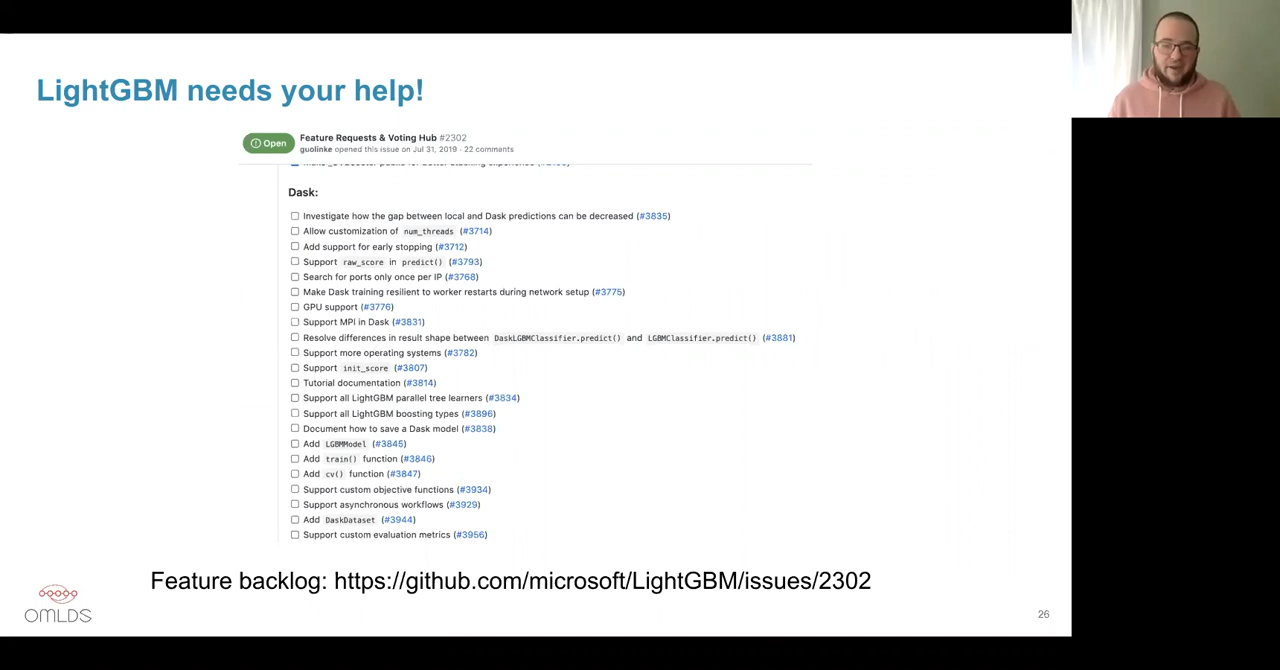 LightGBM needs your help!
Open
Feature Requests & Voting Hub #2302
guolinke opened this issue on Jul 31, 2019 · 22 comments
Dask:
Investigate how the gap between local and Dask predictions can be decreased (#3835)
Allow customization of num_threads (#3714)
Add support for early stopping (#3712)
Support raw_score in predict() (#3793)
Search for ports only once per IP (#3768)
Make Dask training resilient to worker restarts during network setup (#3775)
GPU support (#3776)
Support MPI in Dask (#3831)
Resolve differences in result shape between DaskLGBMClassifier.predict() and LGBMClassifier.predict() (#3881)
Support more operating systems (#3782)
Support init_score (#3807)
Tutorial documentation (#3814)
Support all LightGBM parallel tree learners (#3834)
Support all LightGBM boosting types (#3896)
Document how to save a Dask model (#3838)
Add LGBMModel (#3845)
Add train() function (#3846)
Add cv() function (#3847)
Support custom objective functions (#3934)
Support asynchronous workflows (#3929)
Add DaskDataset (#3944)
Support custom evaluation metrics (#3956)
Feature backlog: https://github.com/microsoft/LightGBM/issues/2302
OMLDS
26